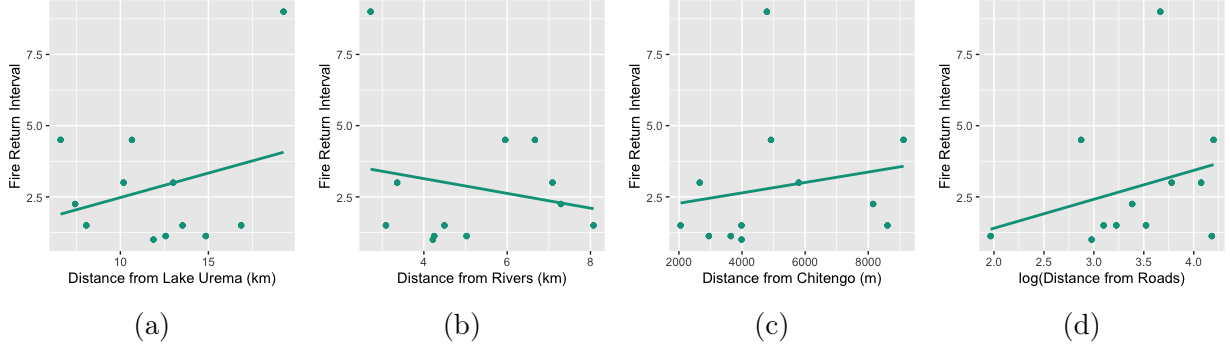 Fire Return Interval
7.5
5.0
2.5
10 15
Distance from Lake Urema (km)
(a)
Fire Return Interval
7.5
5.0
2.5
4 6 8
Distance from Rivers (km)
(b)
Fire Return Interval
7.5
5.0
2.5
2000 4000 6000 8000
Distance from Chitengo (m)
(c)
Fire Return Interval
7.5
5.0
2.5
2.0 2.5 3.0 3.5 4.0
log(Distance from Roads)
(d)